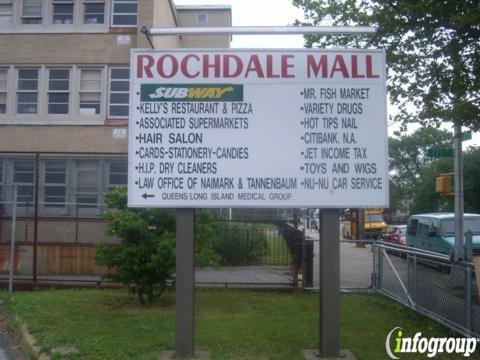 ROCHDALE MALL
SUBWAY
•KELLY'S RESTAURANT & PIZZA
•ASSOCIATED SUPERMARKETS
•HAIR SALON
•CARDS-STATIONERY-CANDIES
•H.I.P. DRY CLEANERS
•LAW OFFICE OF NAIMARK & TANNENBAUM
•MR. FISH MARKET
•VARIETY DRUGS
•HOT TIPS NAIL
•CITIBANK, N.A.
•JET INCOME TAX
•TOYS AND WIGS
•NU-NU CAR SERVICE
QUEENS/LONG ISLAND MEDICAL GROUP
infogroup